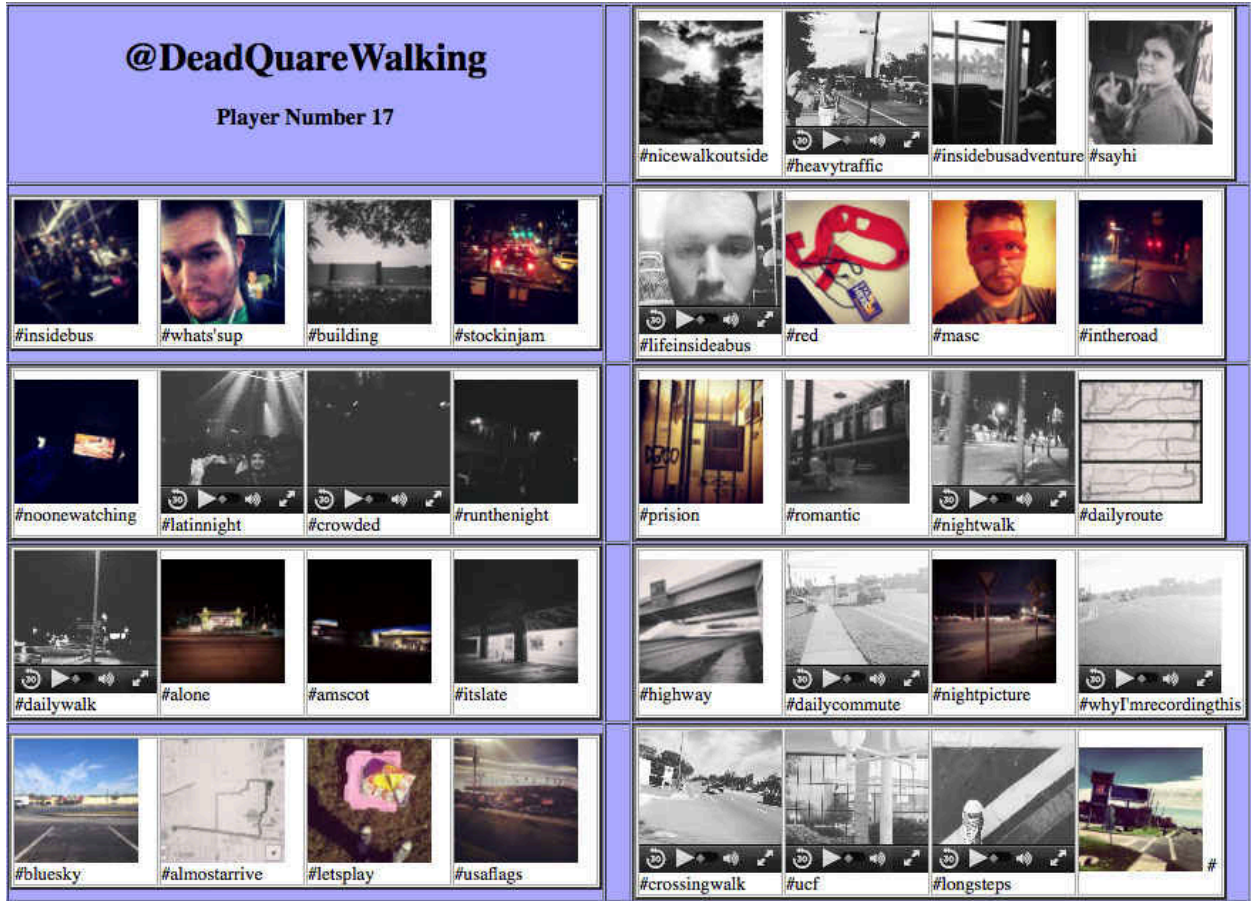 @DeadQuareWalking
Player Number 17
#nicewalkoutside
#heavytraffic
#insidebusadventure
#sayhi
#insidebus
#whats'sup
#building
#stockinjam
#lifeinsideabus
#red
#masc
#intheroad
#noonewatching
#latinnight
#crowded
#runthenight
#prision
#romantic
#nightwalk
#dailyroute
#dailywalk
#alone
#amscot
#itslate
#highway
#dailycommute
#nightpicture
#whyI'mrecordingthis
#bluesky
#almostarrive
#letsplay
#usaflags
#crossingwalk
#ucf
#longsteps
#